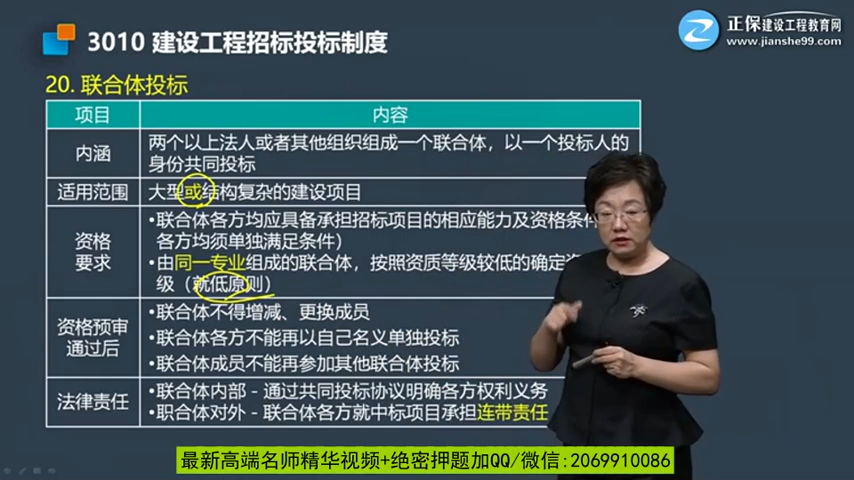 正保建设工程教育网
www.jianshe99.com
3010 建设工程招标投标制度
20. 联合体投标
项目
内容
内涵
两个以上法人或者其他组织组成一个联合体，以一个投标人的
身份共同投标
适用范围
大型或结构复杂的建设项目
资格
要求
•联合体各方均应具备承担招标项目的相应能力及资格条件
各方均须单独满足条件）
•由同一专业组成的联合体，按照资质等级较低的确定
级（就低原则）
资格预审
通过后
•联合体不得增减、更换成员
•联合体各方不能再以自己名义单独投标
•联合体成员不能再参加其他联合体投标
法律责任
•联合体内部－通过共同投标协议明确各方权利义务
•职合体对外－联合体各方就中标项目承担连带责任
最新高端名师精华视频+绝密押题加QQ/微信:2069910086